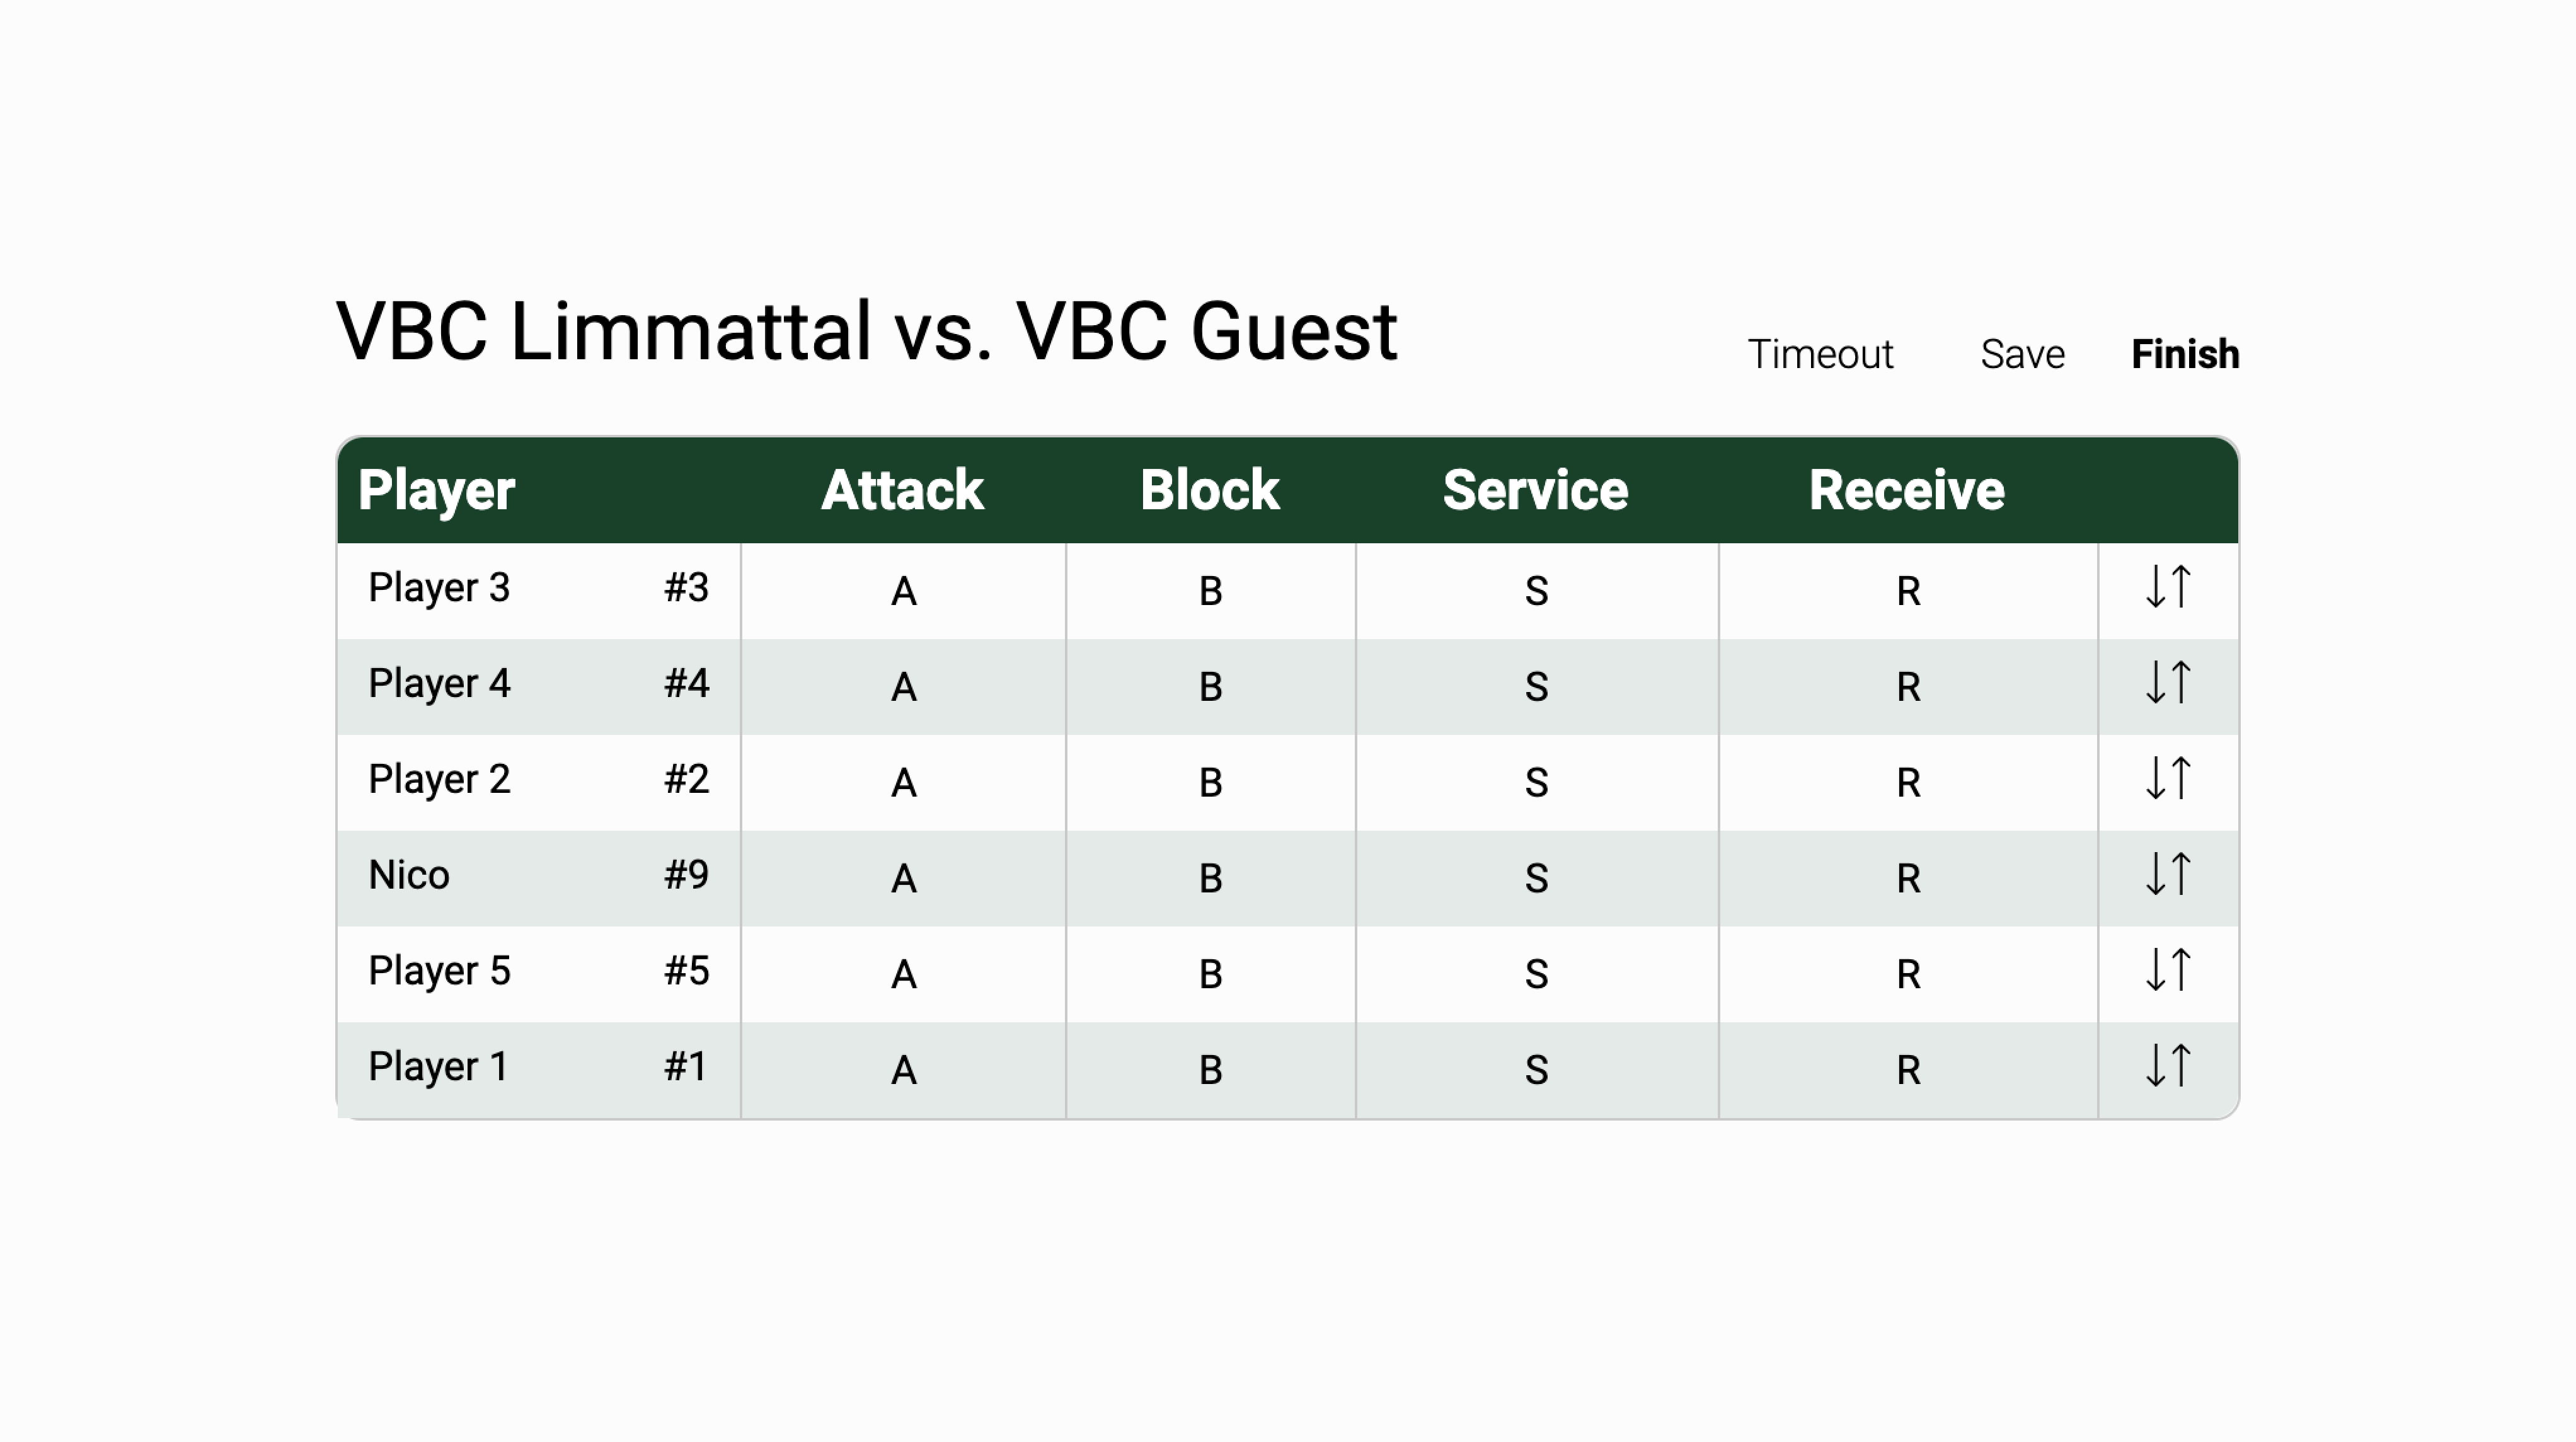 VBC Limmattal vs. VBC Guest
Timeout Save Finish
Player Attack Block Service Receive
Player 3 #3 A B S R ↓↑
Player 4 #4 A B S R ↓↑
Player 2 #2 A B S R ↓↑
Nico #9 A B S R ↓↑
Player 5 #5 A B S R ↓↑
Player 1 #1 A B S R ↓↑